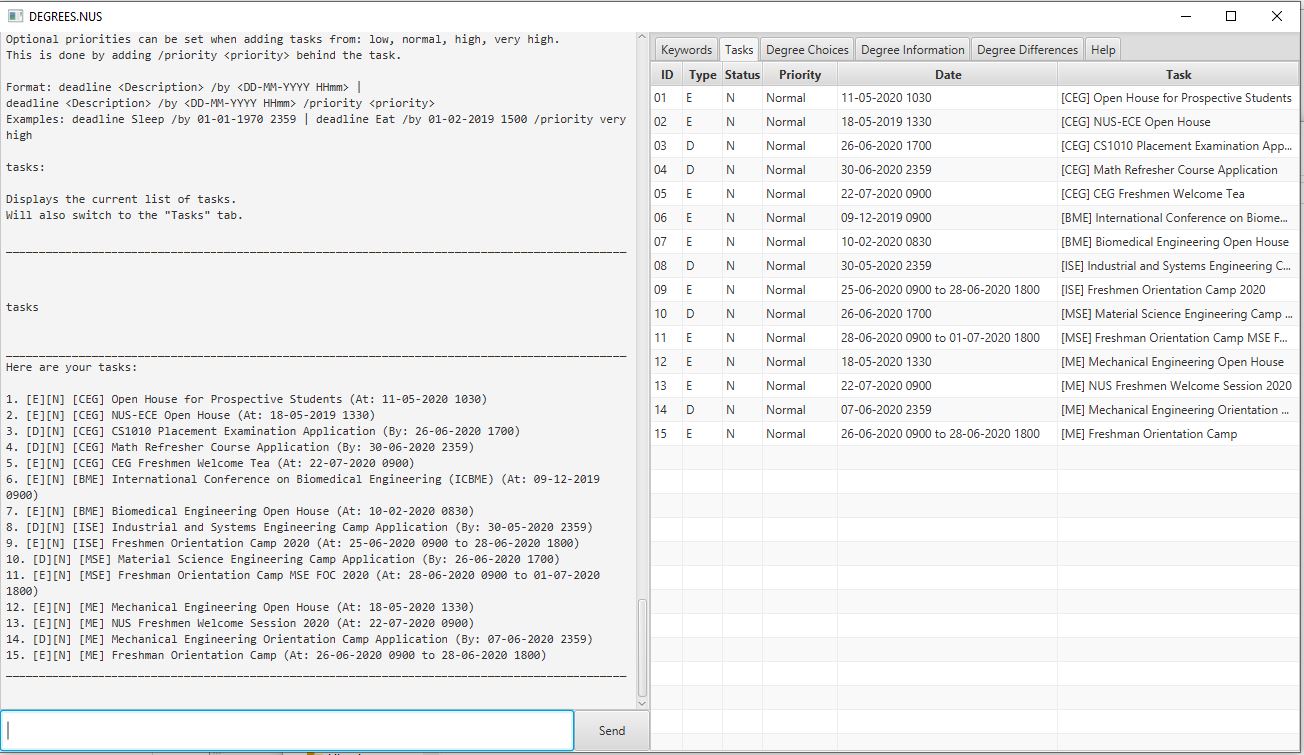 DEGREES.NUS
Optional priorities can be set when adding tasks from: low, normal, high, very high.
This is done by adding /priority <priority> behind the task.
Format: deadline <Description> /by <DD-MM-YYYY HHmm> |
deadline <Description> /by <DD-MM-YYYY HHmm> /priority <priority>
Examples: deadline Sleep /by 01-01-1970 2359 | deadline Eat /by 01-02-2019 1500 /priority very
high
tasks:
Displays the current list of tasks.
Will also switch to the "Tasks" tab.
tasks
Here are your tasks:
1. [E][N] [CEG] Open House for Prospective Students (At: 11-05-2020 1030)
2. [E][N] [CEG] NUS-ECE Open House (At: 18-05-2019 1330)
3. [D][N] [CEG] CS1010 Placement Examination Application (By: 26-06-2020 1700)
4. [D][N] [CEG] Math Refresher Course Application (By: 30-06-2020 2359)
5. [E][N] [CEG] CEG Freshmen Welcome Tea (At: 22-07-2020 0900)
6. [E][N] [BME] International Conference on Biomedical Engineering (ICBME) (At: 09-12-2019
0900)
7. [E][N] [BME] Biomedical Engineering Open House (At: 10-02-2020 0830)
8. [D][N] [ISE] Industrial and Systems Engineering Camp Application (By: 30-05-2020 2359)
9. [E][N] [ISE] Freshmen Orientation Camp 2020 (At: 25-06-2020 0900 to 28-06-2020 1800)
10. [D][N] [MSE] Material Science Engineering Camp Application (By: 26-06-2020 1700)
11. [E][N] [MSE] Freshman Orientation Camp MSE FOC 2020 (At: 28-06-2020 0900 to 01-07-2020
1800)
12. [E][N] [ME] Mechanical Engineering Open House (At: 18-05-2020 1330)
13. [E][N] [ME] NUS Freshmen Welcome Session 2020 (At: 22-07-2020 0900)
14. [D][N] [ME] Mechanical Engineering Orientation Camp Application (By: 07-06-2020 2359)
15. [E][N] [ME] Freshman Orientation Camp (At: 26-06-2020 0900 to 28-06-2020 1800)
Send
Keywords Tasks Degree Choices Degree Information Degree Differences Help
ID Type Status Priority Date Task
01 E N Normal 11-05-2020 1030 [CEG] Open House for Prospective Students
02 E N Normal 18-05-2019 1330 [CEG] NUS-ECE Open House
03 D N Normal 26-06-2020 1700 [CEG] CS1010 Placement Examination App...
04 D N Normal 30-06-2020 2359 [CEG] Math Refresher Course Application
05 E N Normal 22-07-2020 0900 [CEG] CEG Freshmen Welcome Tea
06 E N Normal 09-12-2019 0900 [BME] International Conference on Biome...
07 E N Normal 10-02-2020 0830 [BME] Biomedical Engineering Open House
08 D N Normal 30-05-2020 2359 [ISE] Industrial and Systems Engineering C...
09 E N Normal 25-06-2020 0900 to 28-06-2020 1800 [ISE] Freshmen Orientation Camp 2020
10 D N Normal 26-06-2020 1700 [MSE] Material Science Engineering Camp ...
11 E N Normal 28-06-2020 0900 to 01-07-2020 1800 [MSE] Freshman Orientation Camp MSE F...
12 E N Normal 18-05-2020 1330 [ME] Mechanical Engineering Open House
13 E N Normal 22-07-2020 0900 [ME] NUS Freshmen Welcome Session 2020
14 D N Normal 07-06-2020 2359 [ME] Mechanical Engineering Orientation ...
15 E N Normal 26-06-2020 0900 to 28-06-2020 1800 [ME] Freshman Orientation Camp